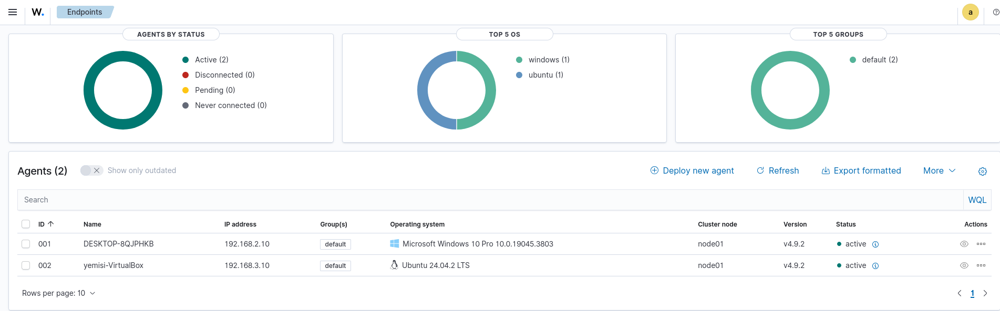 W. Endpoints a
AGENTS BY STATUS
Active (2)
Disconnected (0)
Pending (0)
Never connected (0)
TOP 5 OS
windows (1)
ubuntu (1)
TOP 5 GROUPS
default (2)
Agents (2) Show only outdated Deploy new agent Refresh Export formatted More
Search WQL
ID Name IP address Group(s) Operating system Cluster node Version Status Actions
001 DESKTOP-8QJPHKB 192.168.2.10 default Microsoft Windows 10 Pro 10.0.19045.3803 node01 v4.9.2 active
002 yemisi-VirtualBox 192.168.3.10 default Ubuntu 24.04.2 LTS node01 v4.9.2 active
Rows per page: 10 1